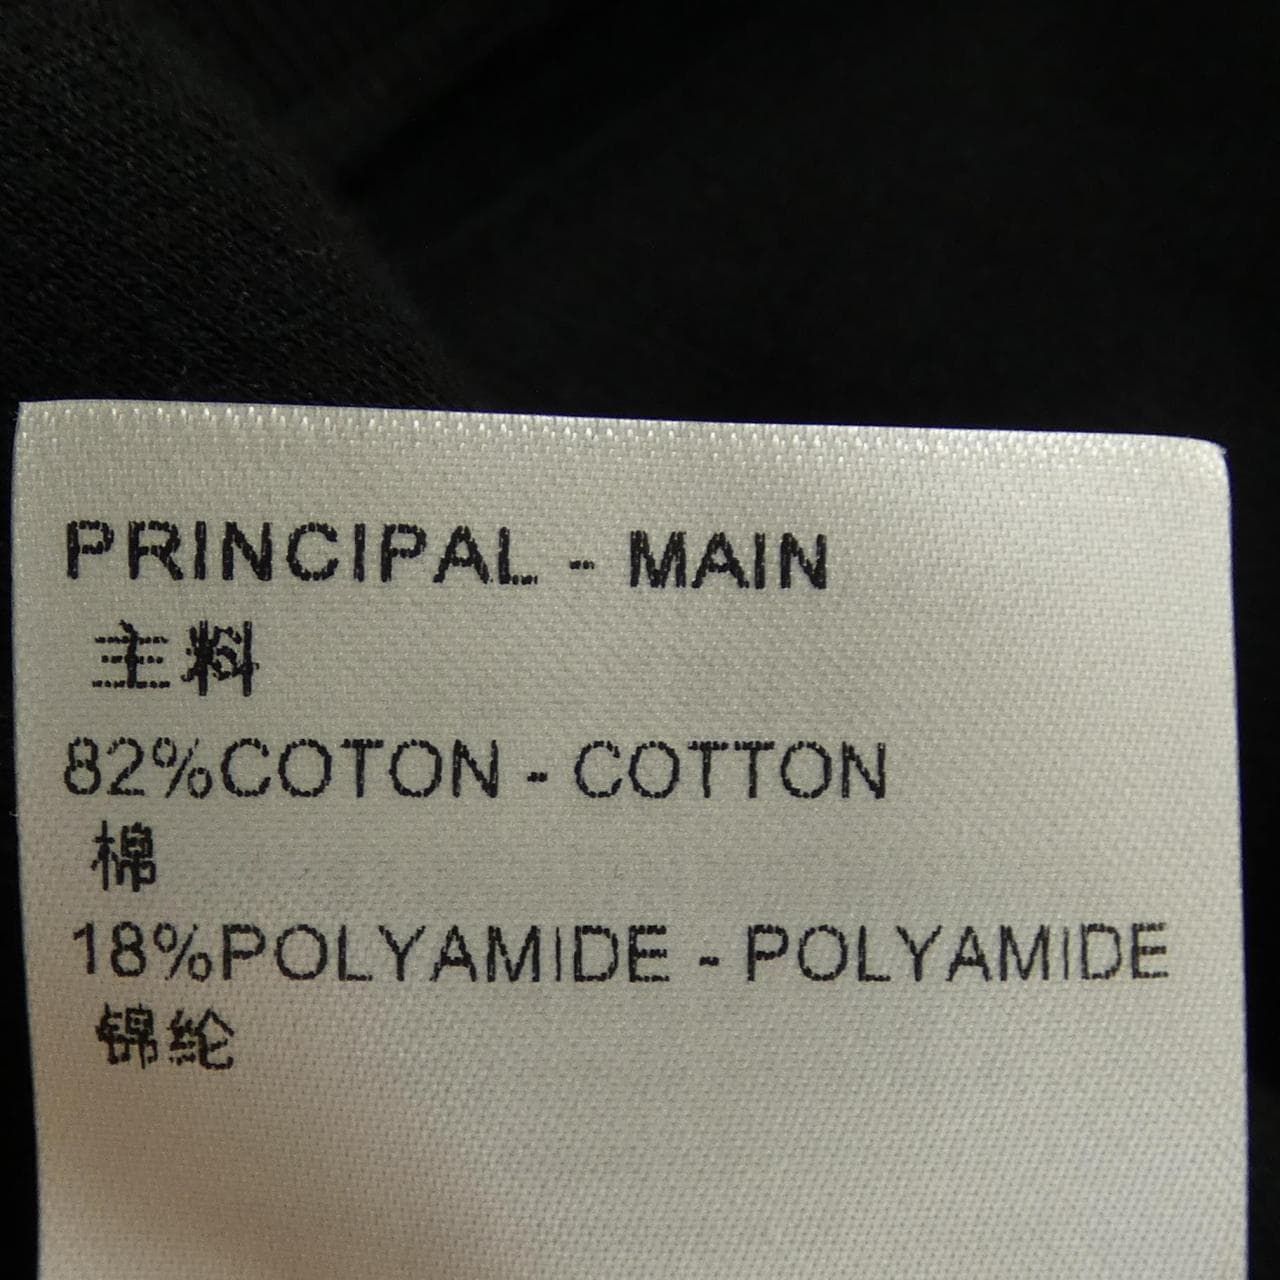 PRINCIPAL - MAIN
主料
82%COTON - COTTON
棉
18%POLYAMIDE - POLYAMIDE
锦纶